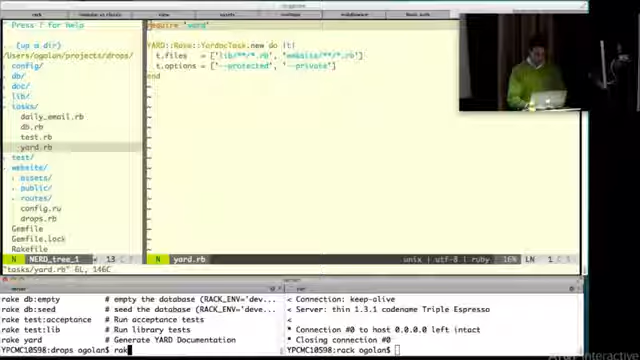 Press ? for Help
require 'yard'
.. (up a dir)
YARD::Rake::YardocTask.new do |t|
/Users/ogolan/projects/drops/
t.files = ['lib/**/*.rb', 'website/**/*.rb']
config/
t.options = ['--protected', '--private']
db/
end
doc/
lib/
tasks/
daily_email.rb
db.rb
test.rb
yard.rb
test/
website/
assets/
public/
routes/
config.ru
drops.rb
Gemfile
Gemfile.lock
Rakefile
N NERD_tree_1 13 N yard.rb unix | utf-8 | ruby 16% LN 1
"tasks/yard.rb" 6L, 146C
rake db:empty # empty the database (RACK_ENV='dev...
rake db:seed # seed the database (RACK_ENV='deve...
rake test:acceptance # Run acceptance tests
rake test:lib # Run library tests
rake yard # Generate YARD Documentation
YPCMC10598:drops ogolan$ rak
< Connection: keep-alive
< Server: thin 1.3.1 codename Triple Espresso
* Connection #0 to host 0.0.0.0 left intact
* Closing connection #0
YPCMC10598:rack ogolan$